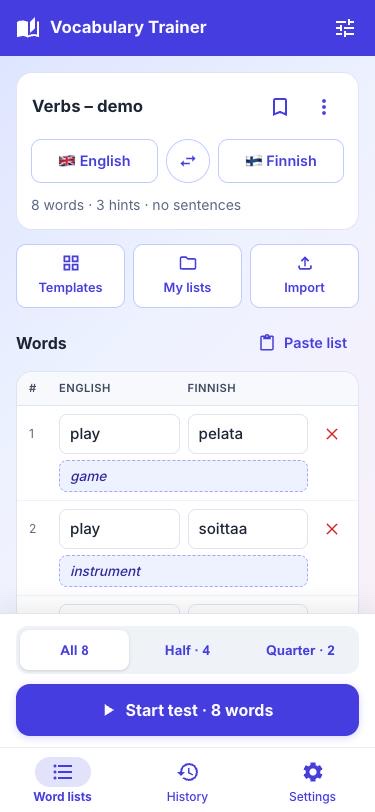 Vocabulary Trainer
Verbs – demo
🇬🇧 English
🇫🇮 Finnish
8 words · 3 hints · no sentences
Templates
My lists
Import
Words
Paste list
# ENGLISH FINNISH
1 play pelata
game
2 play soittaa
instrument
All 8
Half · 4
Quarter · 2
Start test · 8 words
Word lists
History
Settings